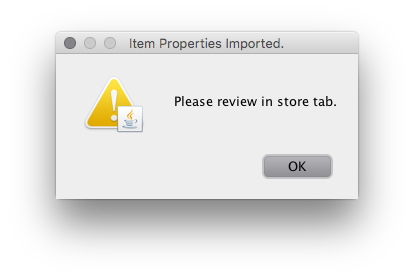 Item Properties Imported.
Please review in store tab.
OK